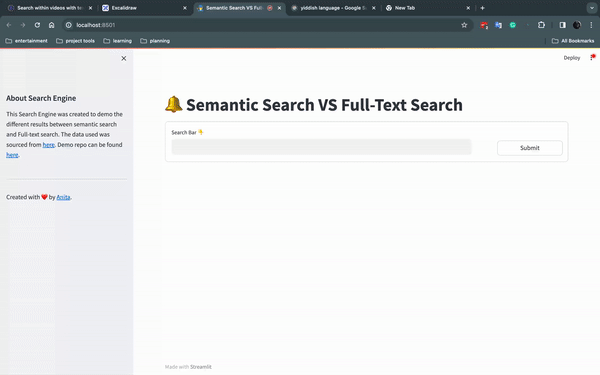 Search within videos with te
Excalidraw
Semantic Search VS Full-
yiddish language - Google S
New Tab
localhost:8501
entertainment
project tools
learning
planning
All Bookmarks
Deploy
About Search Engine
This Search Engine was created to demo the
different results between semantic search
and Full-text search. The data used was
sourced from here. Demo repo can be found
here.
Created with ❤️ by Anita.
🔔 Semantic Search VS Full-Text Search
Search Bar 👇
Submit
Made with Streamlit